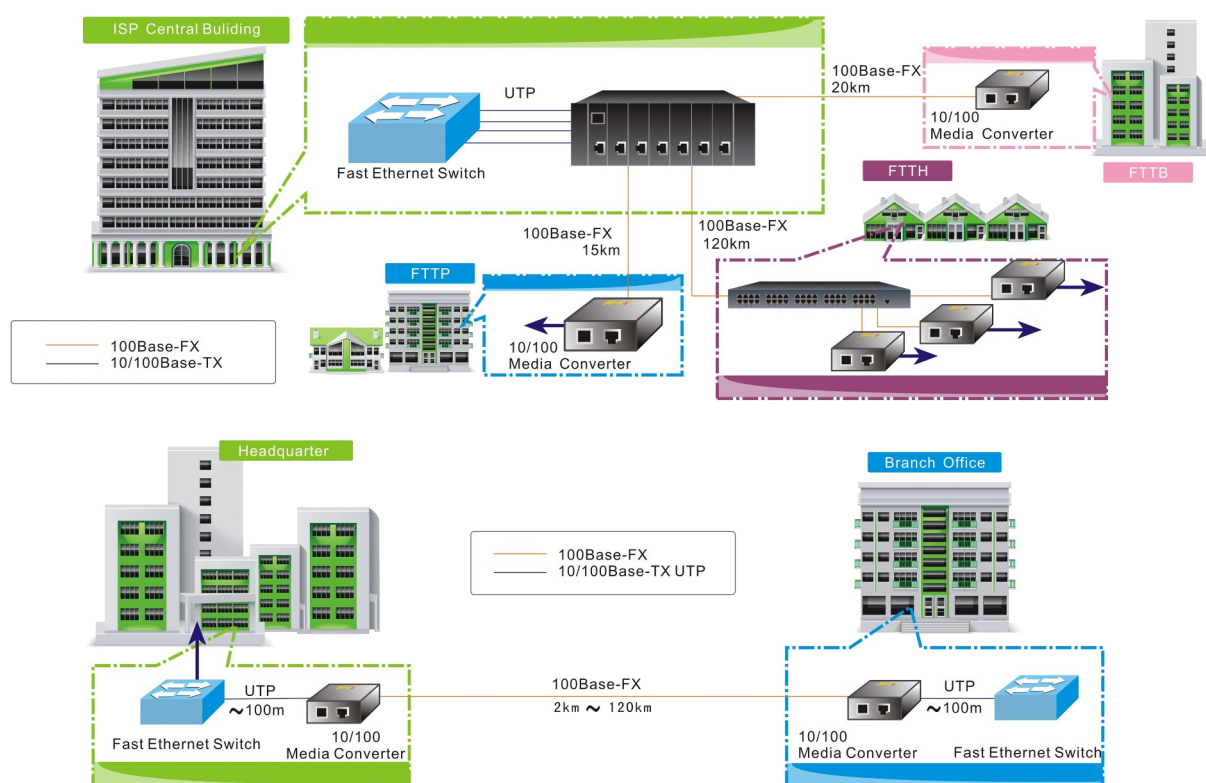 ISP Central Buliding
UTP
Fast Ethernet Switch
100Base-FX
20km
10/100
Media Converter
FTTB
FTTH
100Base-FX
15km
100Base-FX
120km
FTTP
10/100
Media Converter
100Base-FX
10/100Base-TX
Headquarter
Branch Office
100Base-FX
10/100Base-TX UTP
UTP
~100m
Fast Ethernet Switch
10/100
Media Converter
100Base-FX
2km ~ 120km
UTP
~100m
10/100
Media Converter
Fast Ethernet Switch